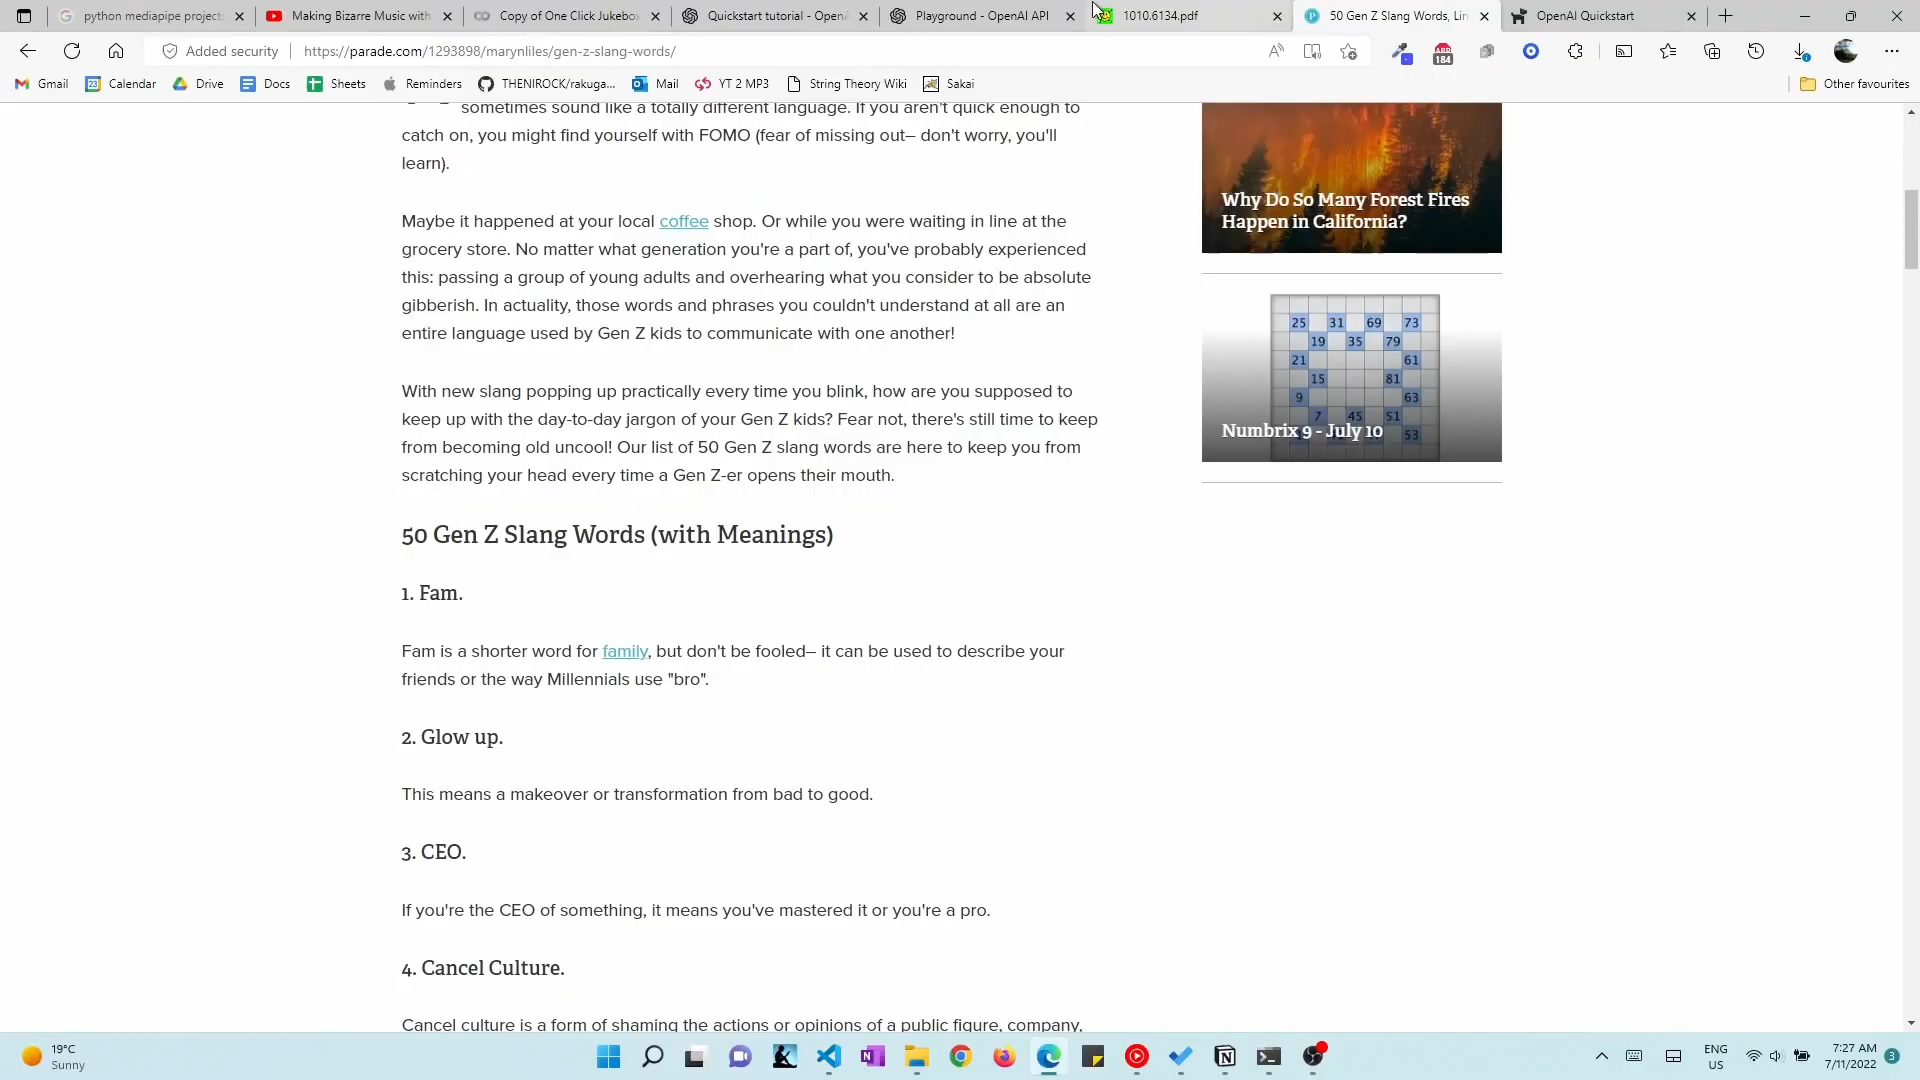 python mediapipe project
Making Bizarre Music with
Copy of One Click Jukebo
Quickstart tutorial - OpenA
Playground - OpenAI API
1010.6134.pdf
50 Gen Z Slang Words, Lin
OpenAI Quickstart
Added security
https://parade.com/1293898/marynliles/gen-z-slang-words/
184
Gmail
Calendar
Drive
Docs
Sheets
Reminders
THENIROCK/rakuga...
Mail
YT 2 MP3
String Theory Wiki
Sakai
Other favourites
sometimes sound like a totally different language. If you aren't quick enough to
catch on, you might find yourself with FOMO (fear of missing out– don't worry, you'll
learn).
Maybe it happened at your local coffee shop. Or while you were waiting in line at the
grocery store. No matter what generation you're a part of, you've probably experienced
this: passing a group of young adults and overhearing what you consider to be absolute
gibberish. In actuality, those words and phrases you couldn't understand at all are an
entire language used by Gen Z kids to communicate with one another!
With new slang popping up practically every time you blink, how are you supposed to
keep up with the day-to-day jargon of your Gen Z kids? Fear not, there's still time to keep
from becoming old uncool! Our list of 50 Gen Z slang words are here to keep you from
scratching your head every time a Gen Z-er opens their mouth.
50 Gen Z Slang Words (with Meanings)
1. Fam.
Fam is a shorter word for family, but don't be fooled– it can be used to describe your
friends or the way Millennials use "bro".
2. Glow up.
This means a makeover or transformation from bad to good.
3. CEO.
If you're the CEO of something, it means you've mastered it or you're a pro.
4. Cancel Culture.
Cancel culture is a form of shaming the actions or opinions of a public figure, company,
Why Do So Many Forest Fires
Happen in California?
25 31 69 73
19 35 79
21 61
15 81
9 63
7 45 51
53
Numbrix 9 - July 10
19°C
Sunny
ENG
US
7:27 AM
7/11/2022
3